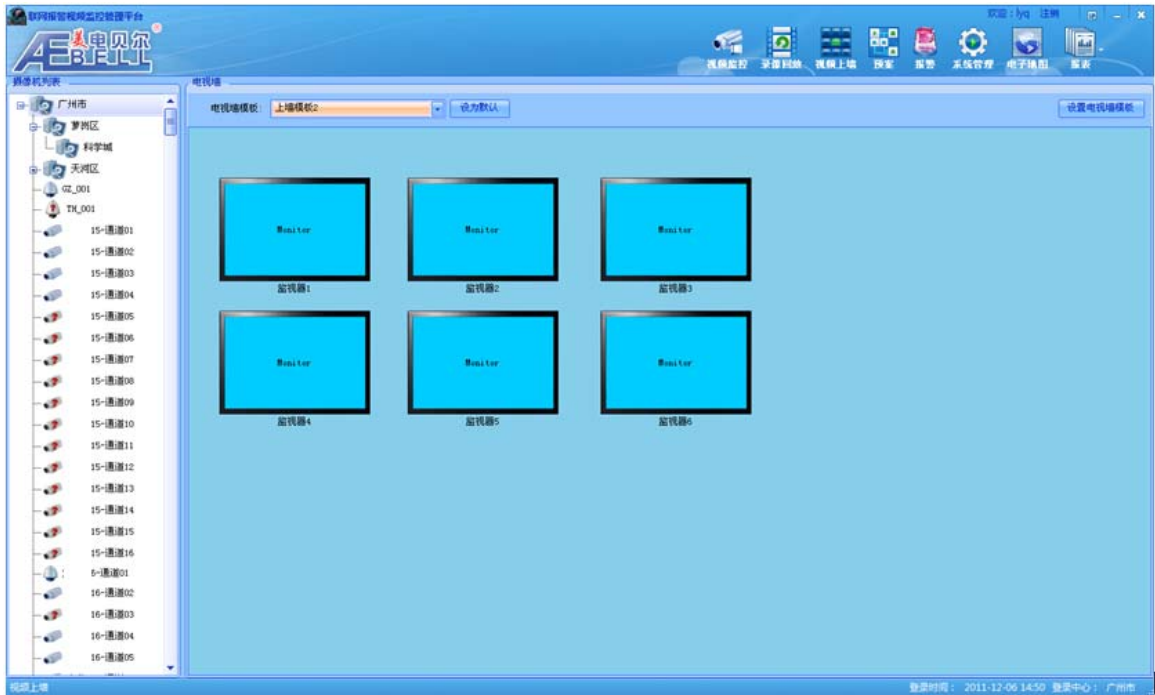 联网报警视频监控管理平台
欢迎：lyq 注销
美电贝尔®
AEBELL
视频监控 录像回放 视频上墙 预案 报警 系统管理 电子地图 报表
摄像机列表
电视墙
电视墙模板: 上墙模板2 设为默认 设置电视墙模板
广州市
萝岗区
科学城
天河区
GZ_001
TH_001
15-通道01
15-通道02
15-通道03
15-通道04
15-通道05
15-通道06
15-通道07
15-通道08
15-通道09
15-通道10
15-通道11
15-通道12
15-通道13
15-通道14
15-通道15
15-通道16
5-通道01
16-通道02
16-通道03
16-通道04
16-通道05
Monitor Monitor Monitor
监视器1 监视器2 监视器3
Monitor Monitor Monitor
监视器4 监视器5 监视器6
视频上墙
登录时间： 2011-12-06 14:50 登录中心： 广州市